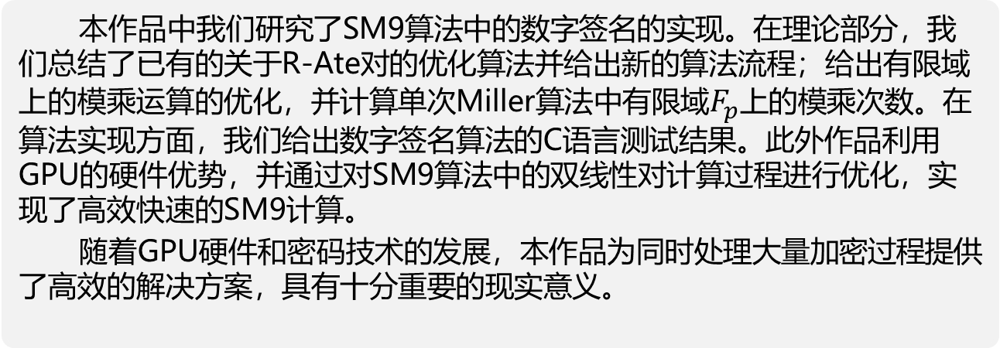 本作品中我们研究了SM9算法中的数字签名的实现。在理论部分，我
们总结了已有的关于R-Ate对的优化算法并给出新的算法流程；给出有限域
上的模乘运算的优化，并计算单次Miller算法中有限域$F_p$上的模乘次数。在
算法实现方面，我们给出数字签名算法的C语言测试结果。此外作品利用
GPU的硬件优势，并通过对SM9算法中的双线性对计算过程进行优化，实
现了高效快速的SM9计算。
随着GPU硬件和密码技术的发展，本作品为同时处理大量加密过程提供
了高效的解决方案，具有十分重要的现实意义。